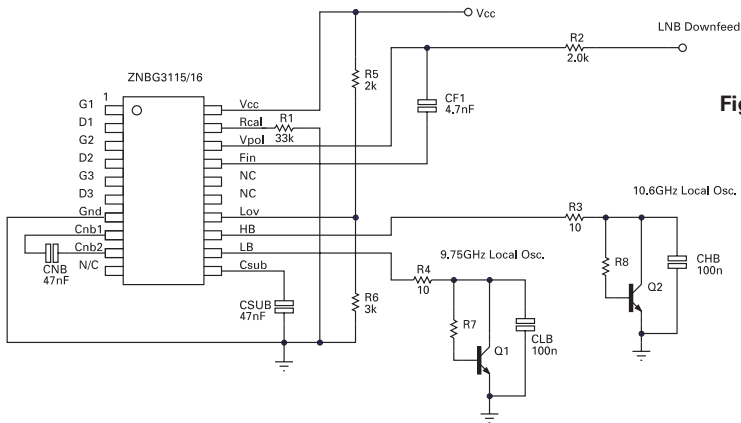 Vcc
LNB Downfeed
R2
2.0k
ZNBG3115/16
R5
2k
CF1
4.7nF
Fig
1
G1
D1
G2
D2
G3
D3
Gnd
Cnb1
Cnb2
N/C
Vcc
Rcal
Vpol
Fin
NC
NC
Lov
HB
LB
Csub
R1
33k
CNB
47nF
CSUB
47nF
R6
3k
10.6GHz Local Osc.
R3
10
R8
Q2
CHB
100n
9.75GHz Local Osc.
R4
10
R7
Q1
CLB
100n